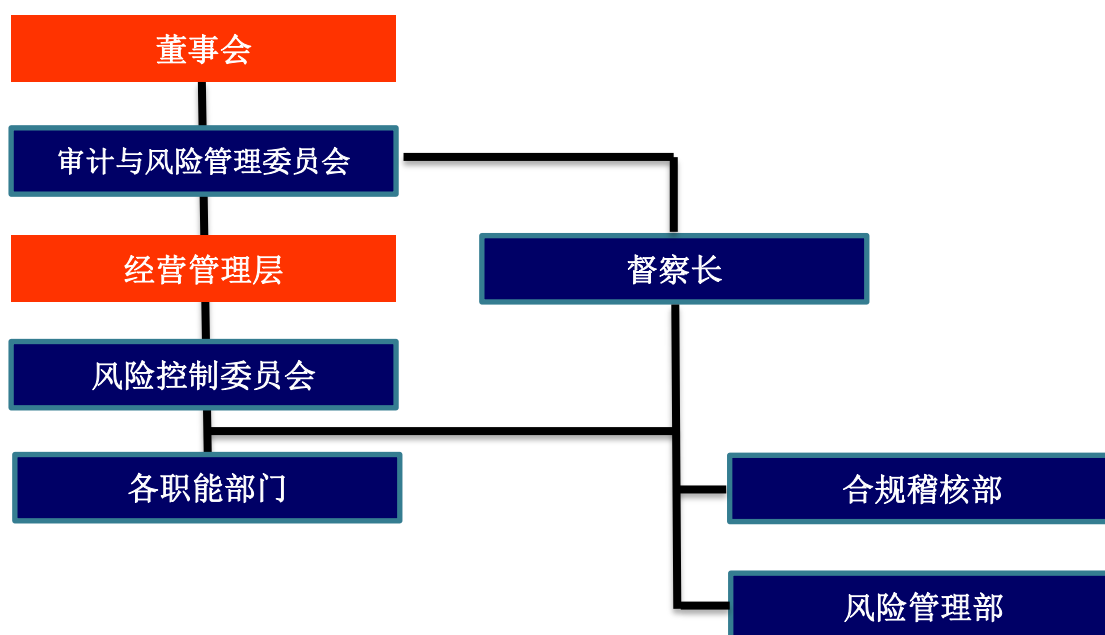 董事会
审计与风险管理委员会
经营管理层
督察长
风险控制委员会
各职能部门
合规稽核部
风险管理部